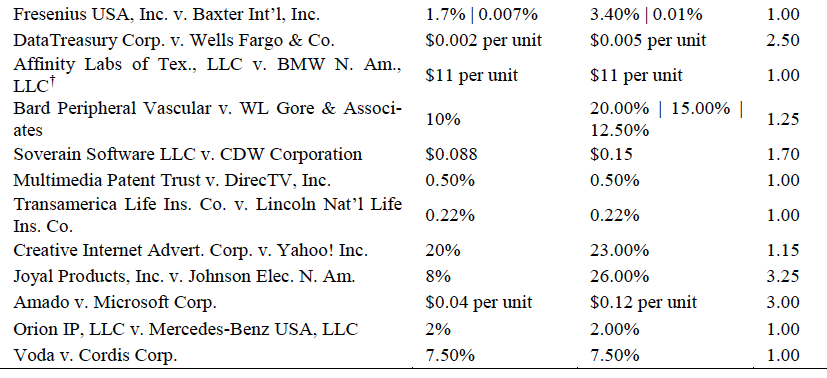 Fresenius USA, Inc. v. Baxter Int’l, Inc. 1.7% | 0.007% 3.40% | 0.01% 1.00
DataTreasury Corp. v. Wells Fargo & Co. $0.002 per unit $0.005 per unit 2.50
Affinity Labs of Tex., LLC v. BMW N. Am.,
LLC† $11 per unit $11 per unit 1.00
Bard Peripheral Vascular v. WL Gore & Associ-
ates 10% 20.00% | 15.00% |
12.50% 1.25
Soverain Software LLC v. CDW Corporation $0.088 $0.15 1.70
Multimedia Patent Trust v. DirecTV, Inc. 0.50% 0.50% 1.00
Transamerica Life Ins. Co. v. Lincoln Nat’l Life
Ins. Co. 0.22% 0.22% 1.00
Creative Internet Advert. Corp. v. Yahoo! Inc. 20% 23.00% 1.15
Joyal Products, Inc. v. Johnson Elec. N. Am. 8% 26.00% 3.25
Amado v. Microsoft Corp. $0.04 per unit $0.12 per unit 3.00
Orion IP, LLC v. Mercedes-Benz USA, LLC 2% 2.00% 1.00
Voda v. Cordis Corp. 7.50% 7.50% 1.00